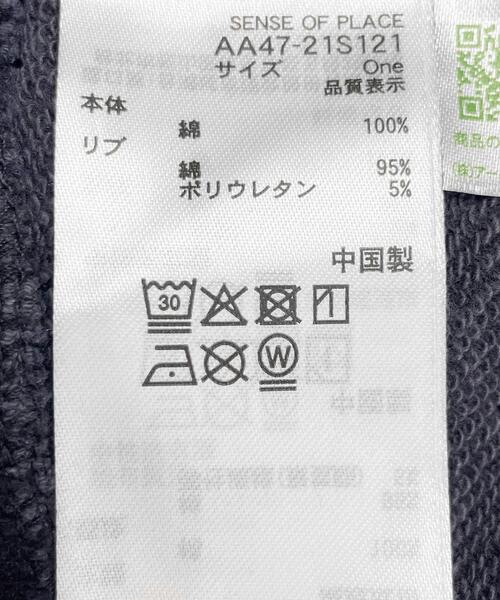 SENSE OF PLACE
AA47-21S121
サイズ One
品質表示
本体
綿 100%
リブ
綿 95%
ポリウレタン 5%
中国製
30
W
商品の
(株)アー